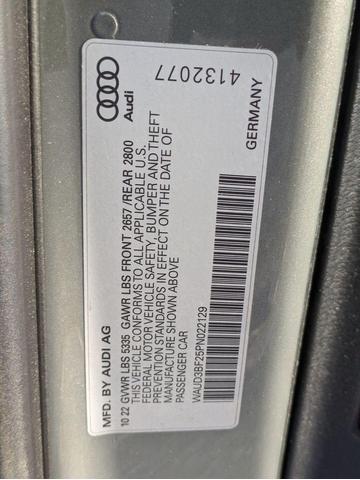 Audi
4132077
MFD. BY AUDI AG
10 22 GVWR LBS 5335 GAWR LBS FRONT 2657 /REAR 2800
THIS VEHICLE CONFORMS TO ALL APPLICABLE U.S.
FEDERAL MOTOR VEHICLE SAFETY, BUMPER AND THEFT
PREVENTION STANDARDS IN EFFECT ON THE DATE OF
MANUFACTURE SHOWN ABOVE
PASSENGER CAR
GERMANY
WAUD3BF25PN022129